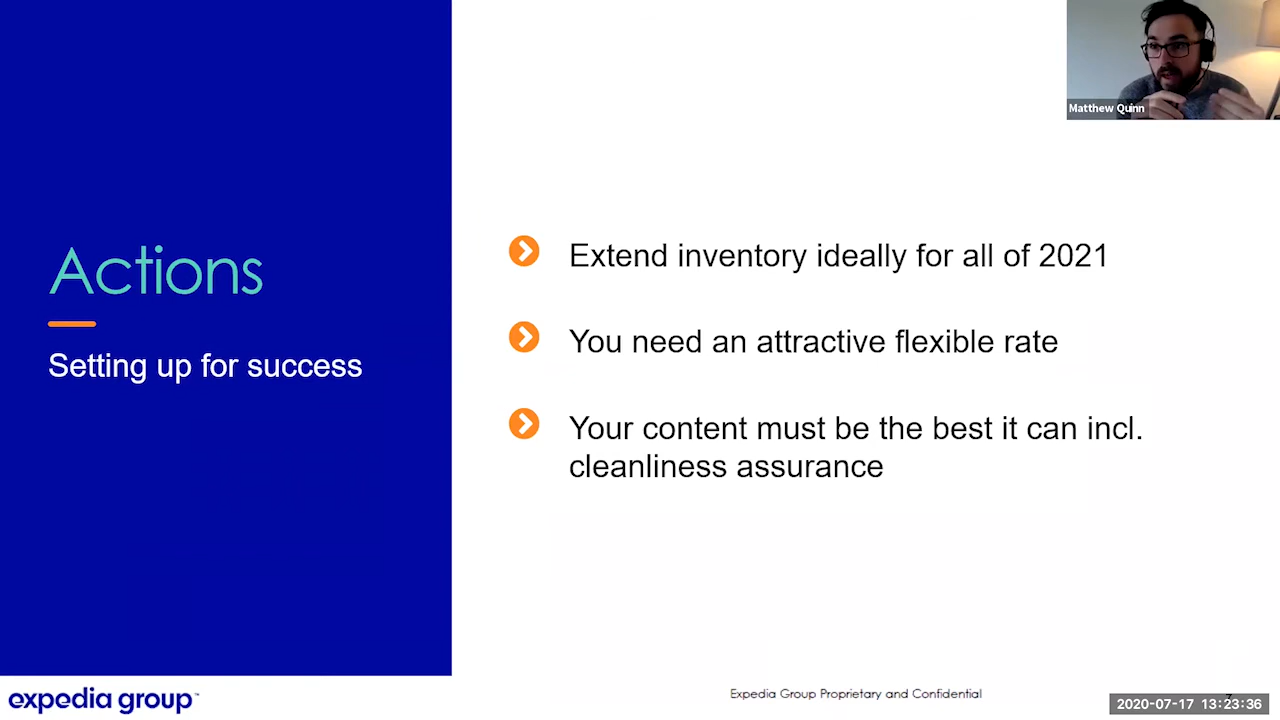 Matthew Quinn
Actions
Setting up for success
Extend inventory ideally for all of 2021
You need an attractive flexible rate
Your content must be the best it can incl.
cleanliness assurance
expedia group™
Expedia Group Proprietary and Confidential
7
2020-07-17 13:23:36